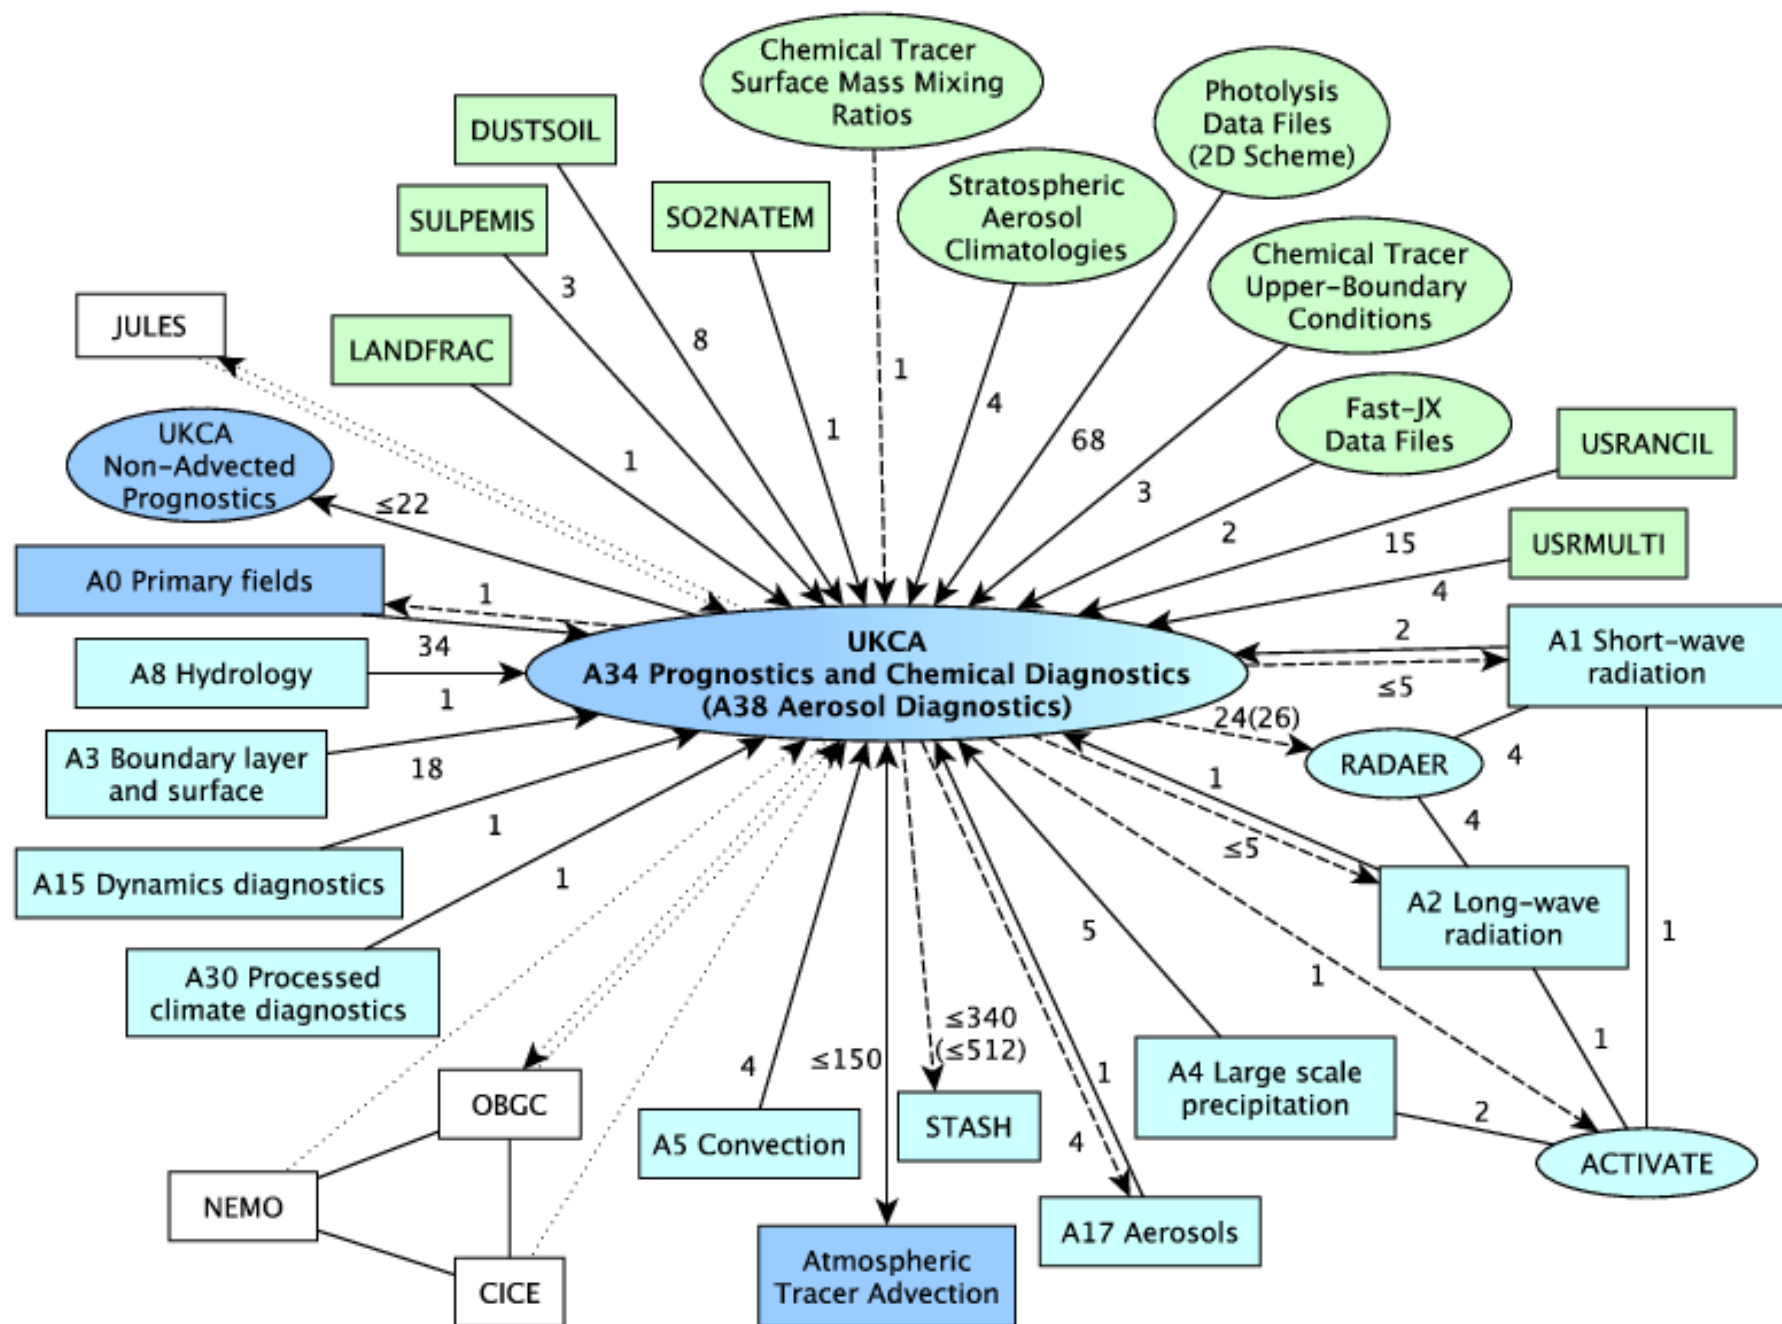 Chemical Tracer
Surface Mass Mixing
Ratios
Photolysis
Data Files
(2D Scheme)
DUSTSOIL
SULPEMIS
SO2NATEM
Stratospheric
Aerosol
Climatologies
Chemical Tracer
Upper-Boundary
Conditions
JULES
LANDFRAC
3
8
1
4
68
Fast-JX
Data Files
USRANCIL
UKCA
Non-Advected
Prognostics
1
1
3
2
15
USRMULTI
≤22
4
A0 Primary fields
1
34
UKCA
A34 Prognostics and Chemical Diagnostics
(A38 Aerosol Diagnostics)
2
≤5
A1 Short-wave
radiation
A8 Hydrology
1
24(26)
RADAER
4
A3 Boundary layer
and surface
18
1
4
≤5
A15 Dynamics diagnostics
1
A2 Long-wave
radiation
1
1
A30 Processed
climate diagnostics
5
1
1
≤340
(≤512)
OBGC
4
≤150
1
A4 Large scale
precipitation
2
A5 Convection
STASH
4
ACTIVATE
NEMO
A17 Aerosols
CICE
Atmospheric
Tracer Advection